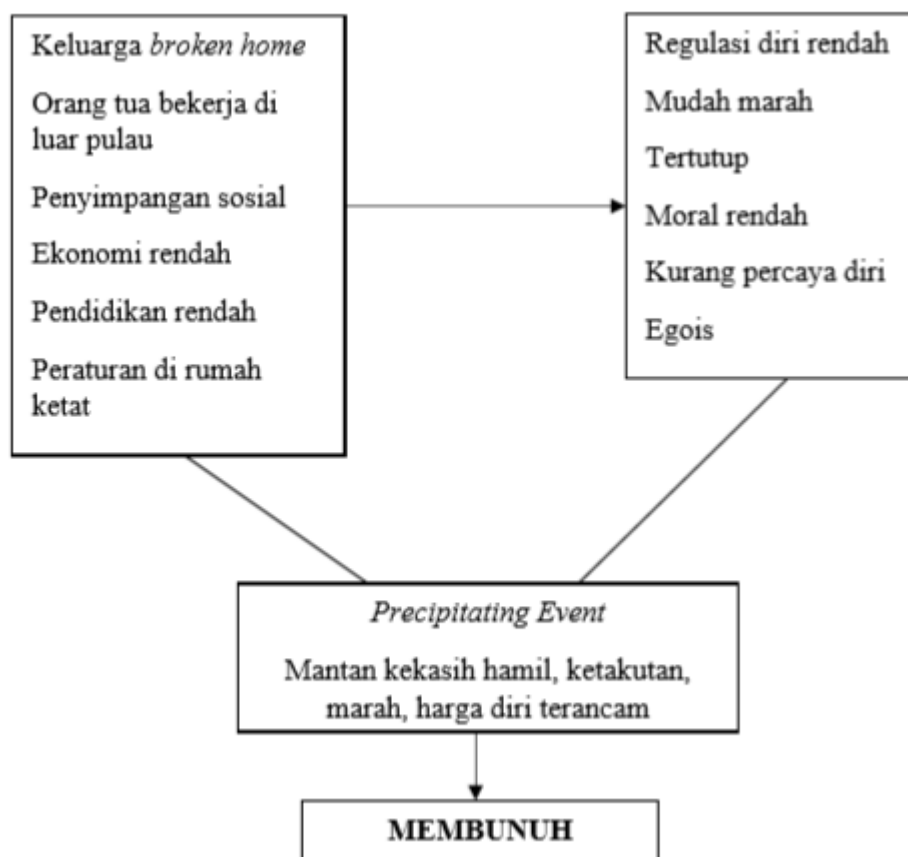 Keluarga broken home
Orang tua bekerja di
luar pulau
Penyimpangan sosial
Ekonomi rendah
Pendidikan rendah
Peraturan di rumah
ketat
Regulasi diri rendah
Mudah marah
Tertutup
Moral rendah
Kurang percaya diri
Egois
Precipitating Event
Mantan kekasih hamil, ketakutan,
marah, harga diri terancam
MEMBUNUH